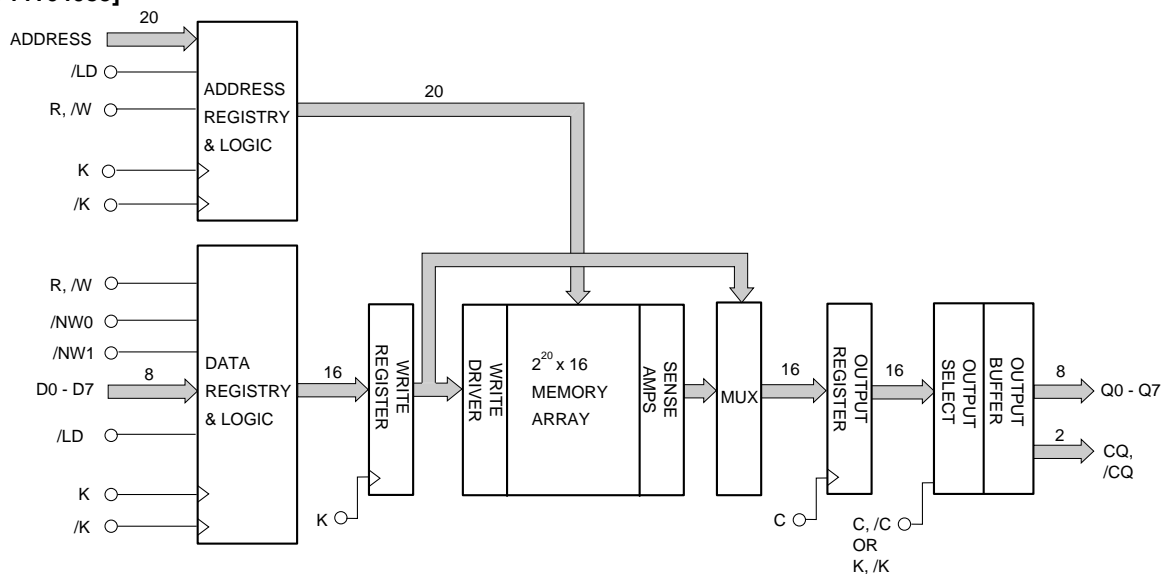 20
ADDRESS
/LD
R, /W
K
/K
ADDRESS
REGISTRY
& LOGIC
20
R, /W
/NW0
/NW1
D0 - D7
8
/LD
K
/K
DATA
REGISTRY
& LOGIC
16
WRITE
REGISTER
K
WRITE
DRIVER
2^20 x 16
MEMORY
ARRAY
SENSE
AMPS
MUX
16
OUTPUT
REGISTER
C
16
OUTPUT
SELECT
OUTPUT
BUFFER
C, /C
OR
K, /K
8
Q0 - Q7
2
CQ,
/CQ